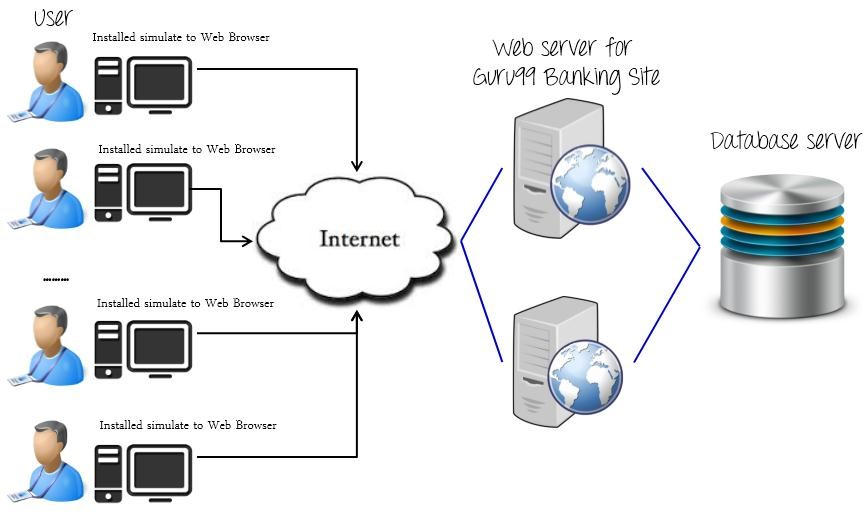 User
Installed simulate to Web Browser
Web server for
Guru99 Banking Site
Installed simulate to Web Browser
Database server
Internet
.........
Installed simulate to Web Browser
Installed simulate to Web Browser